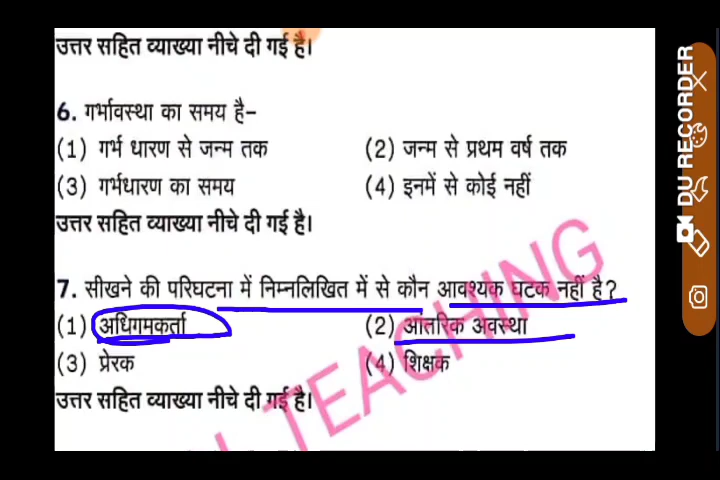 उत्तर सहित व्याख्या नीचे दी गई है।
6. गर्भावस्था का समय है–
(1) गर्भ धारण से जन्म तक (2) जन्म से प्रथम वर्ष तक
(3) गर्भधारण का समय (4) इनमें से कोई नहीं
उत्तर सहित व्याख्या नीचे दी गई है।
7. सीखने की परिघटना में निम्नलिखित में से कौन आवश्यक घटक नहीं है?
(1) अधिगमकर्ता (2) आंतरिक अवस्था
(3) प्रेरक (4) शिक्षक
उत्तर सहित व्याख्या नीचे दी गई है।
TEACHING
DU RECORDER